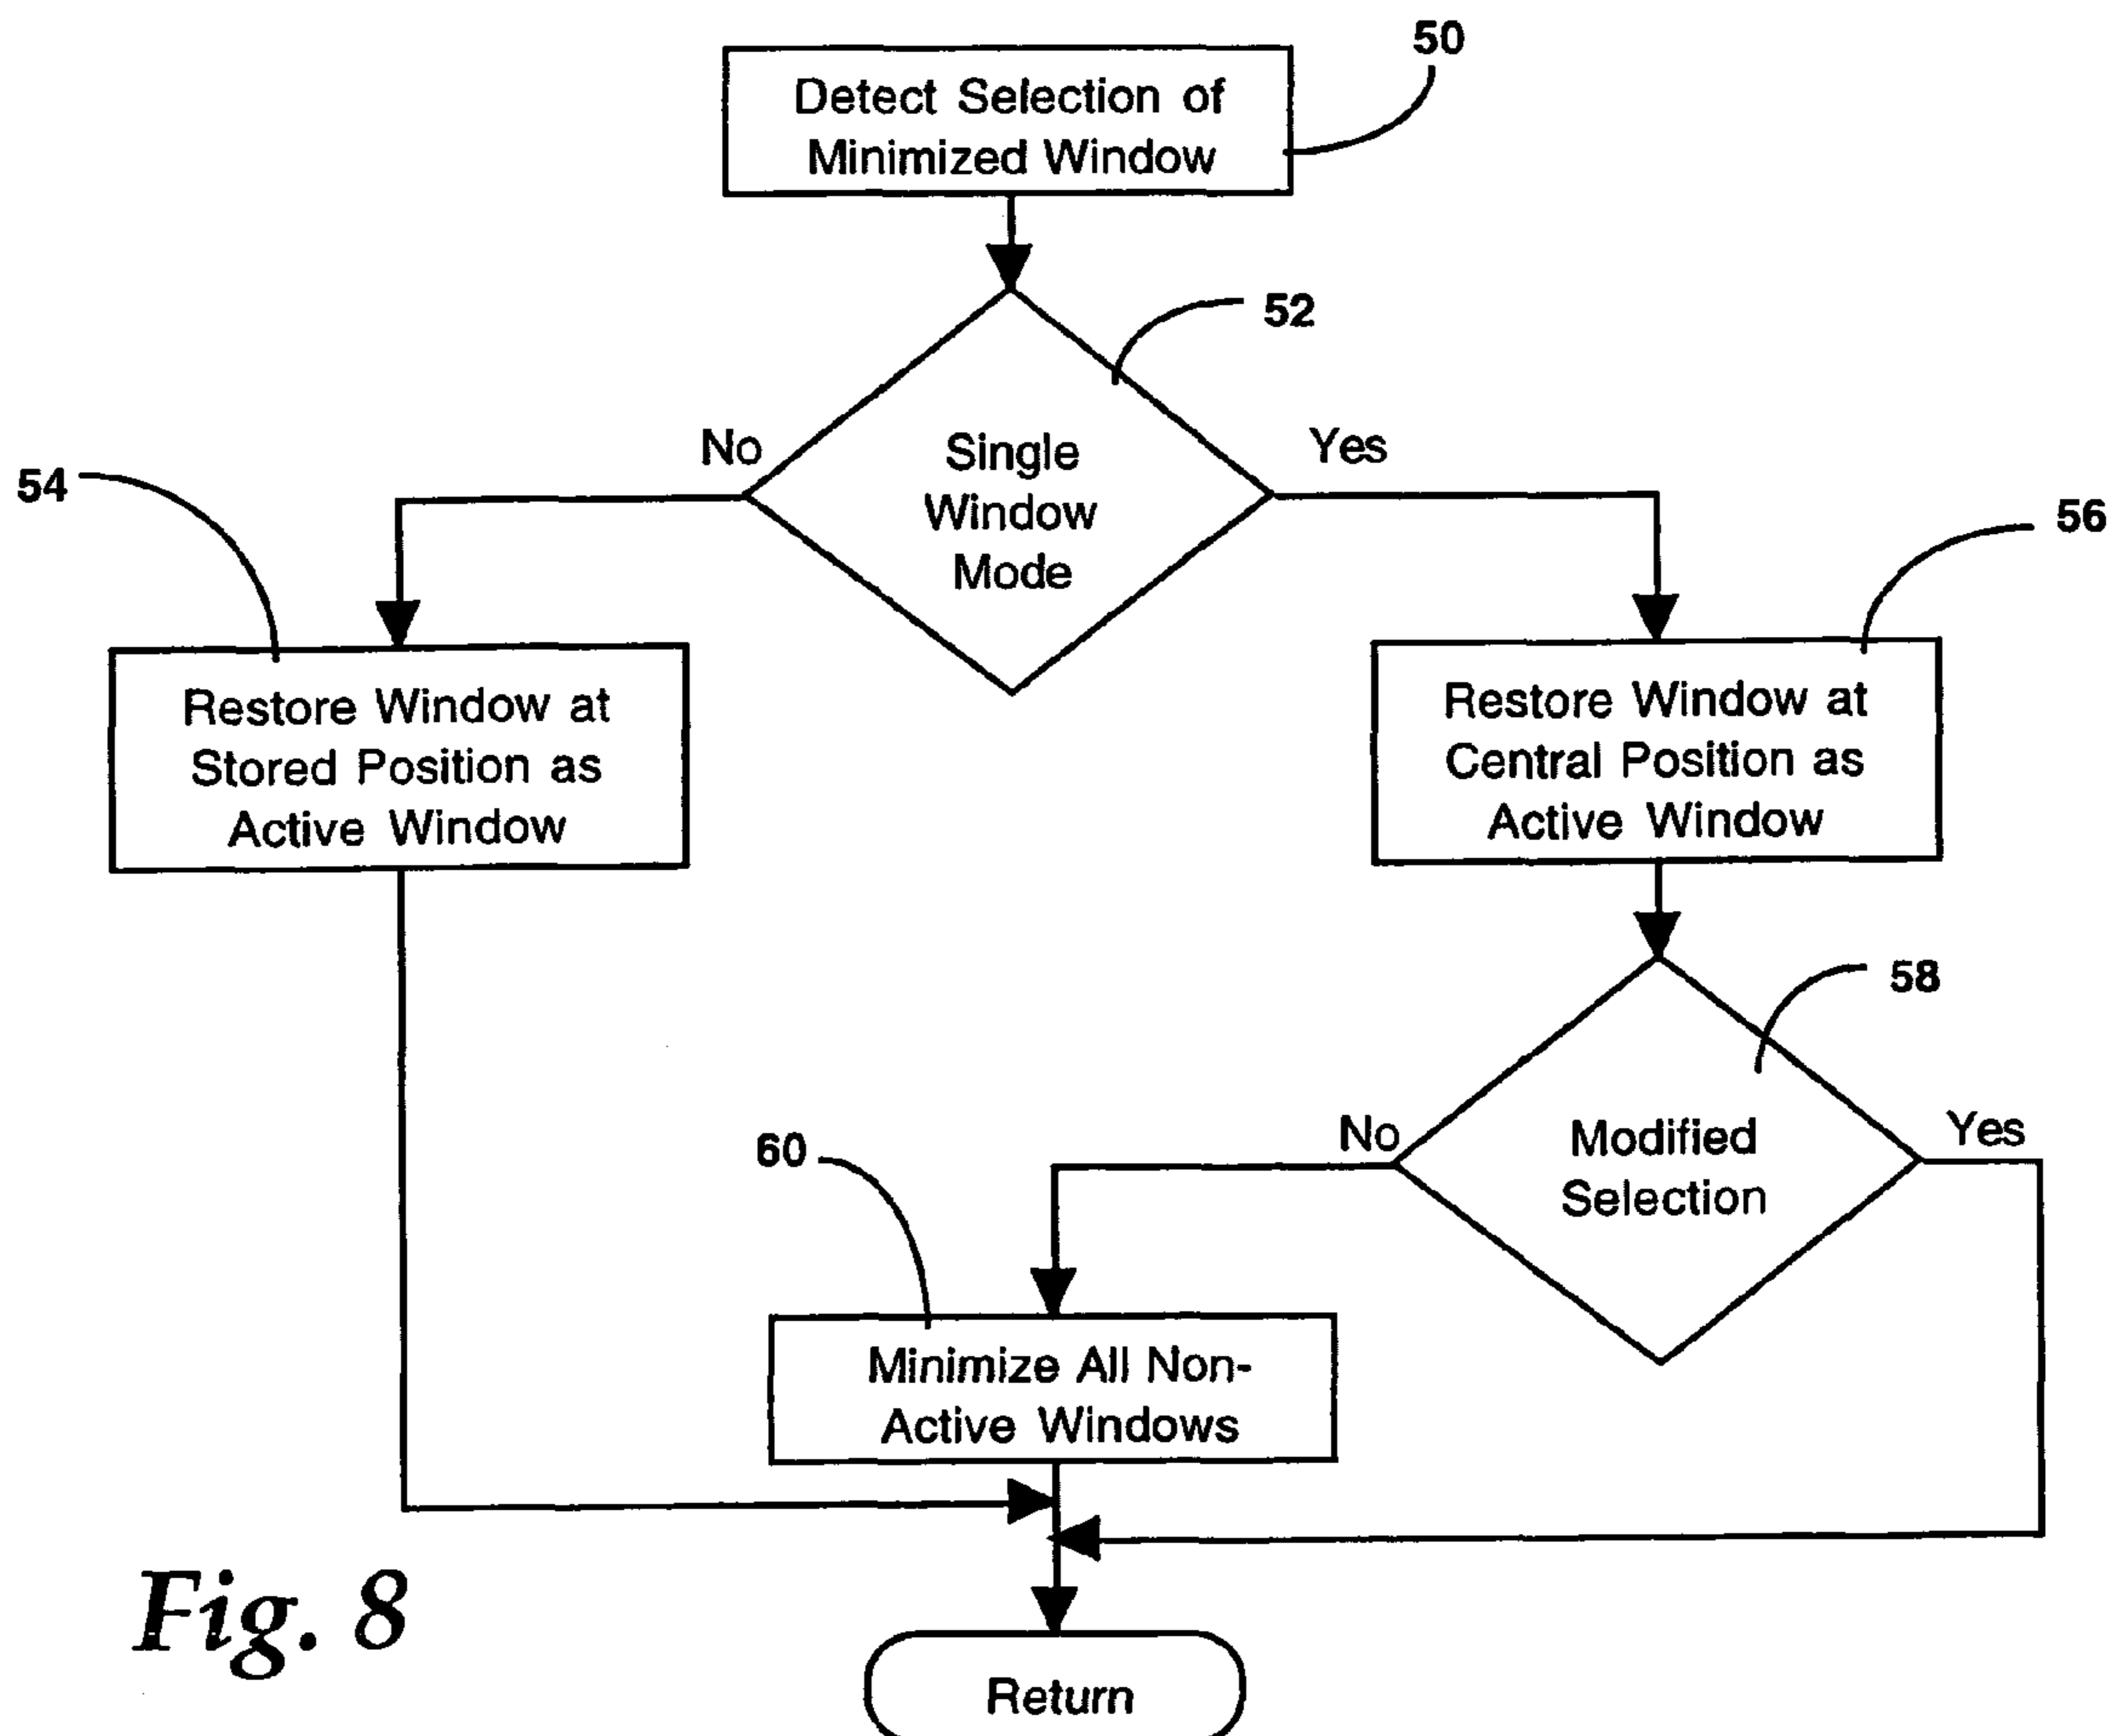 50
Detect Selection of
Minimized Window
52
No
Yes
Single
Window
Mode
54
56
Restore Window at
Stored Position as
Active Window
Restore Window at
Central Position as
Active Window
58
No
Yes
Modified
Selection
60
Minimize All Non-
Active Windows
Fig. 8
Return